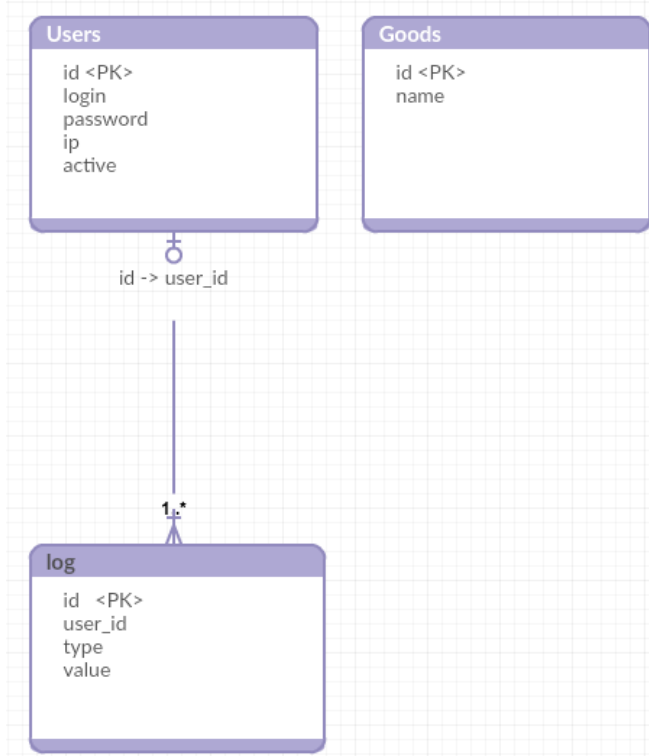 Users
id <PK>
login
password
ip
active
Goods
id <PK>
name
id -> user_id
1..*
log
id <PK>
user_id
type
value